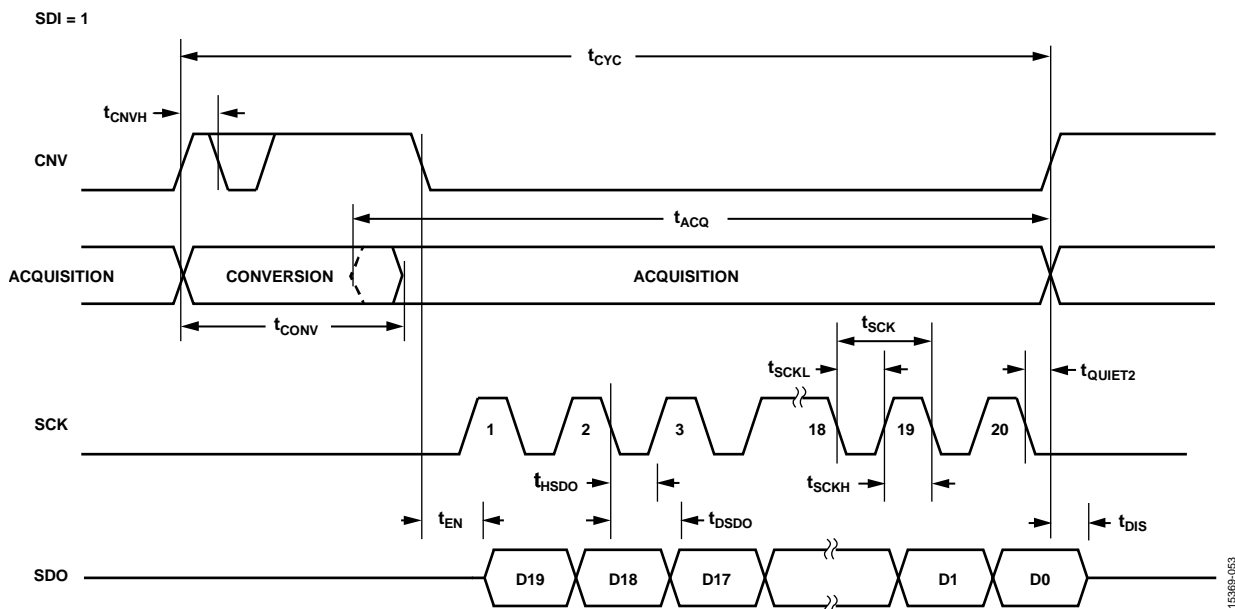 SDI = 1
tCYC
tCNVH
CNV
tACQ
ACQUISITION
CONVERSION
ACQUISITION
tCONV
tSCK
tSCKL
tQUIET2
SCK
1
2
3
18
19
20
tHSDO
tSCKH
tEN
tDSDO
tDIS
SDO
D19
D18
D17
D1
D0
15369-053